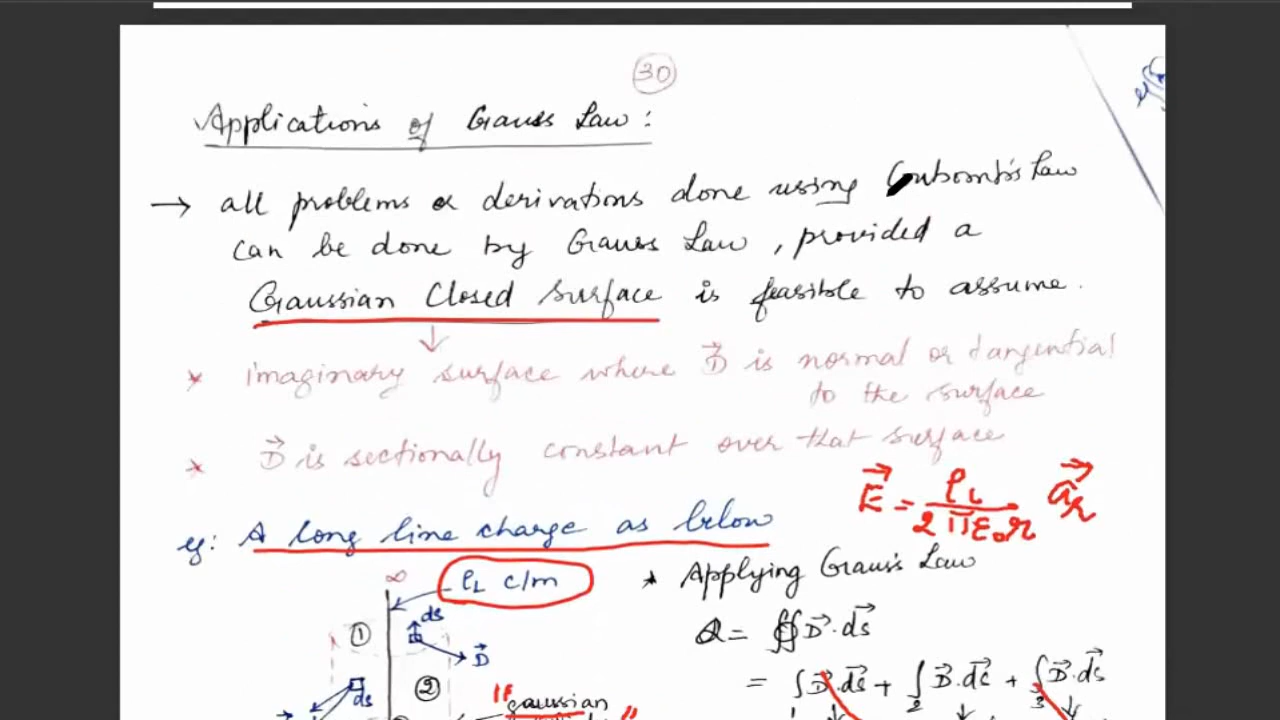 30
Applications of Gauss Law:
→ all problems or derivations done using Coulomb's Law
can be done by Gauss Law, provided a
Gaussian Closed Surface is feasible to assume.
* imaginary surface where D⃗ is normal or tangential
to the surface
* D⃗ is sectionally constant over that surface
E⃗ = ρL / 2πε₀r a⃗r
eg: A long line charge as below
∞ ρL c/m
* Applying Gauss's Law
ds
Q = ∯ D⃗.ds⃗
① D⃗
= ∫ D⃗.ds⃗ + ∫ D⃗.ds⃗ + ∫ D⃗.ds⃗
1 2 3
ds ②
"gaussian